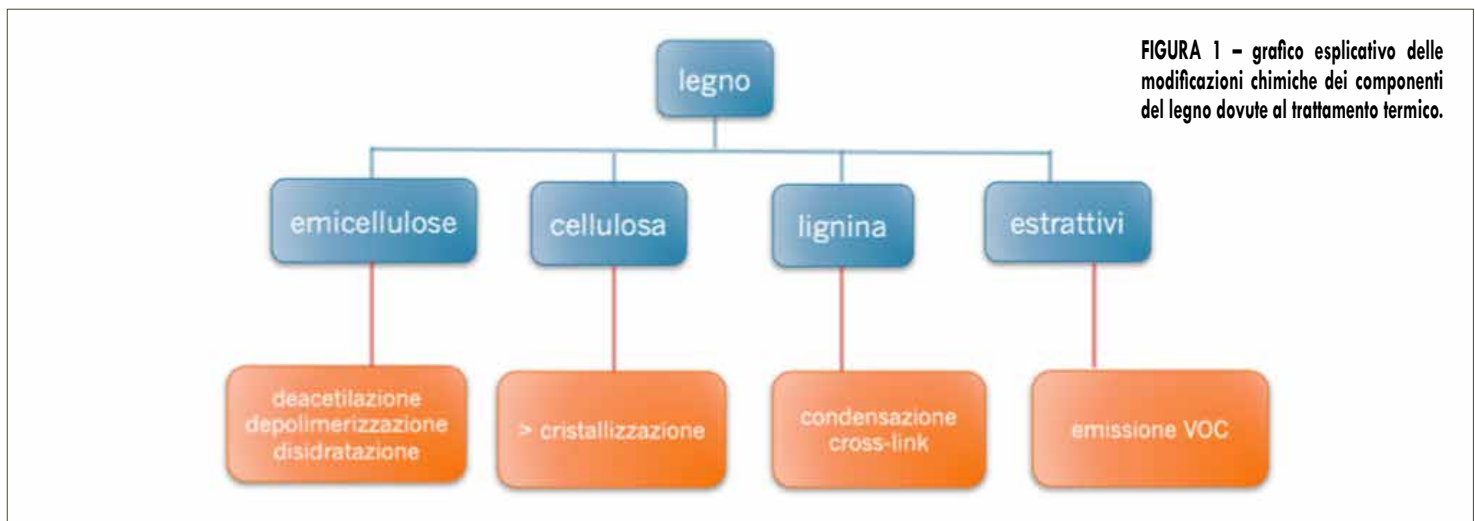 FIGURA 1 – grafico esplicativo delle
modificazioni chimiche dei componenti
del legno dovute al trattamento termico.
legno
emicellulose
cellulosa
lignina
estrattivi
deacetilazione
depolimerizzazione
disidratazione
> cristallizzazione
condensazione
cross-link
emissione VOC